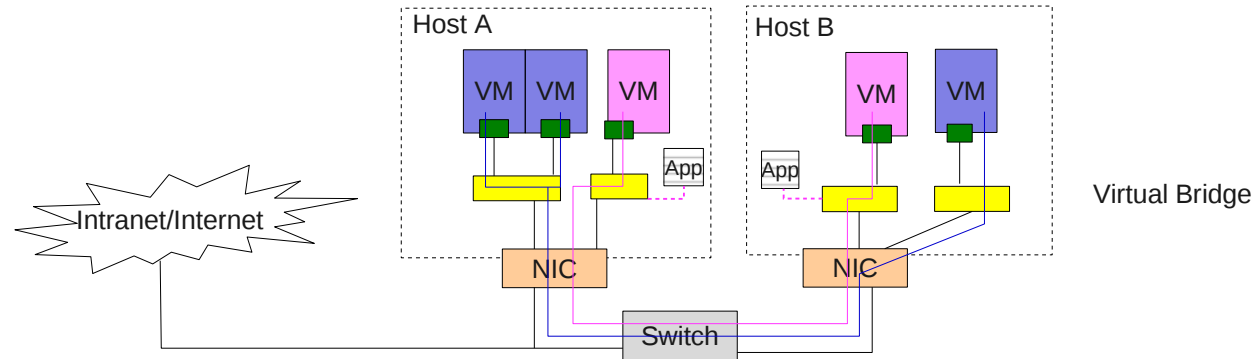 Host A
Host B
VM
VM
VM
VM
VM
App
App
Intranet/Internet
Virtual Bridge
NIC
NIC
Switch